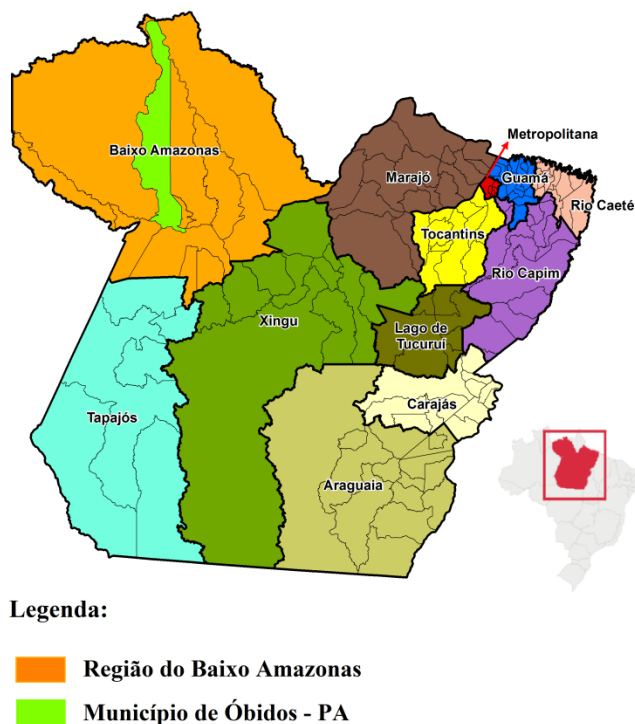 Metropolitana
Baixo Amazonas
Marajó
Guamá
Rio Caeté
Tocantins
Rio Capim
Xingu
Lago de
Tucuruí
Carajás
Tapajós
Araguaia
Legenda:
Região do Baixo Amazonas
Município de Óbidos - PA